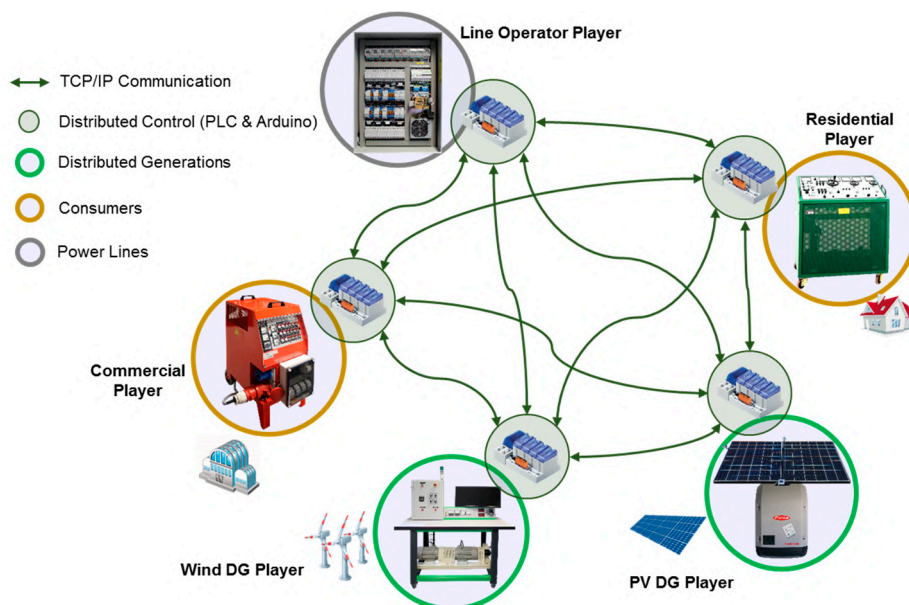 Line Operator Player
TCP/IP Communication
Distributed Control (PLC & Arduino)
Distributed Generations
Consumers
Power Lines
Residential
Player
Commercial
Player
Wind DG Player
PV DG Player